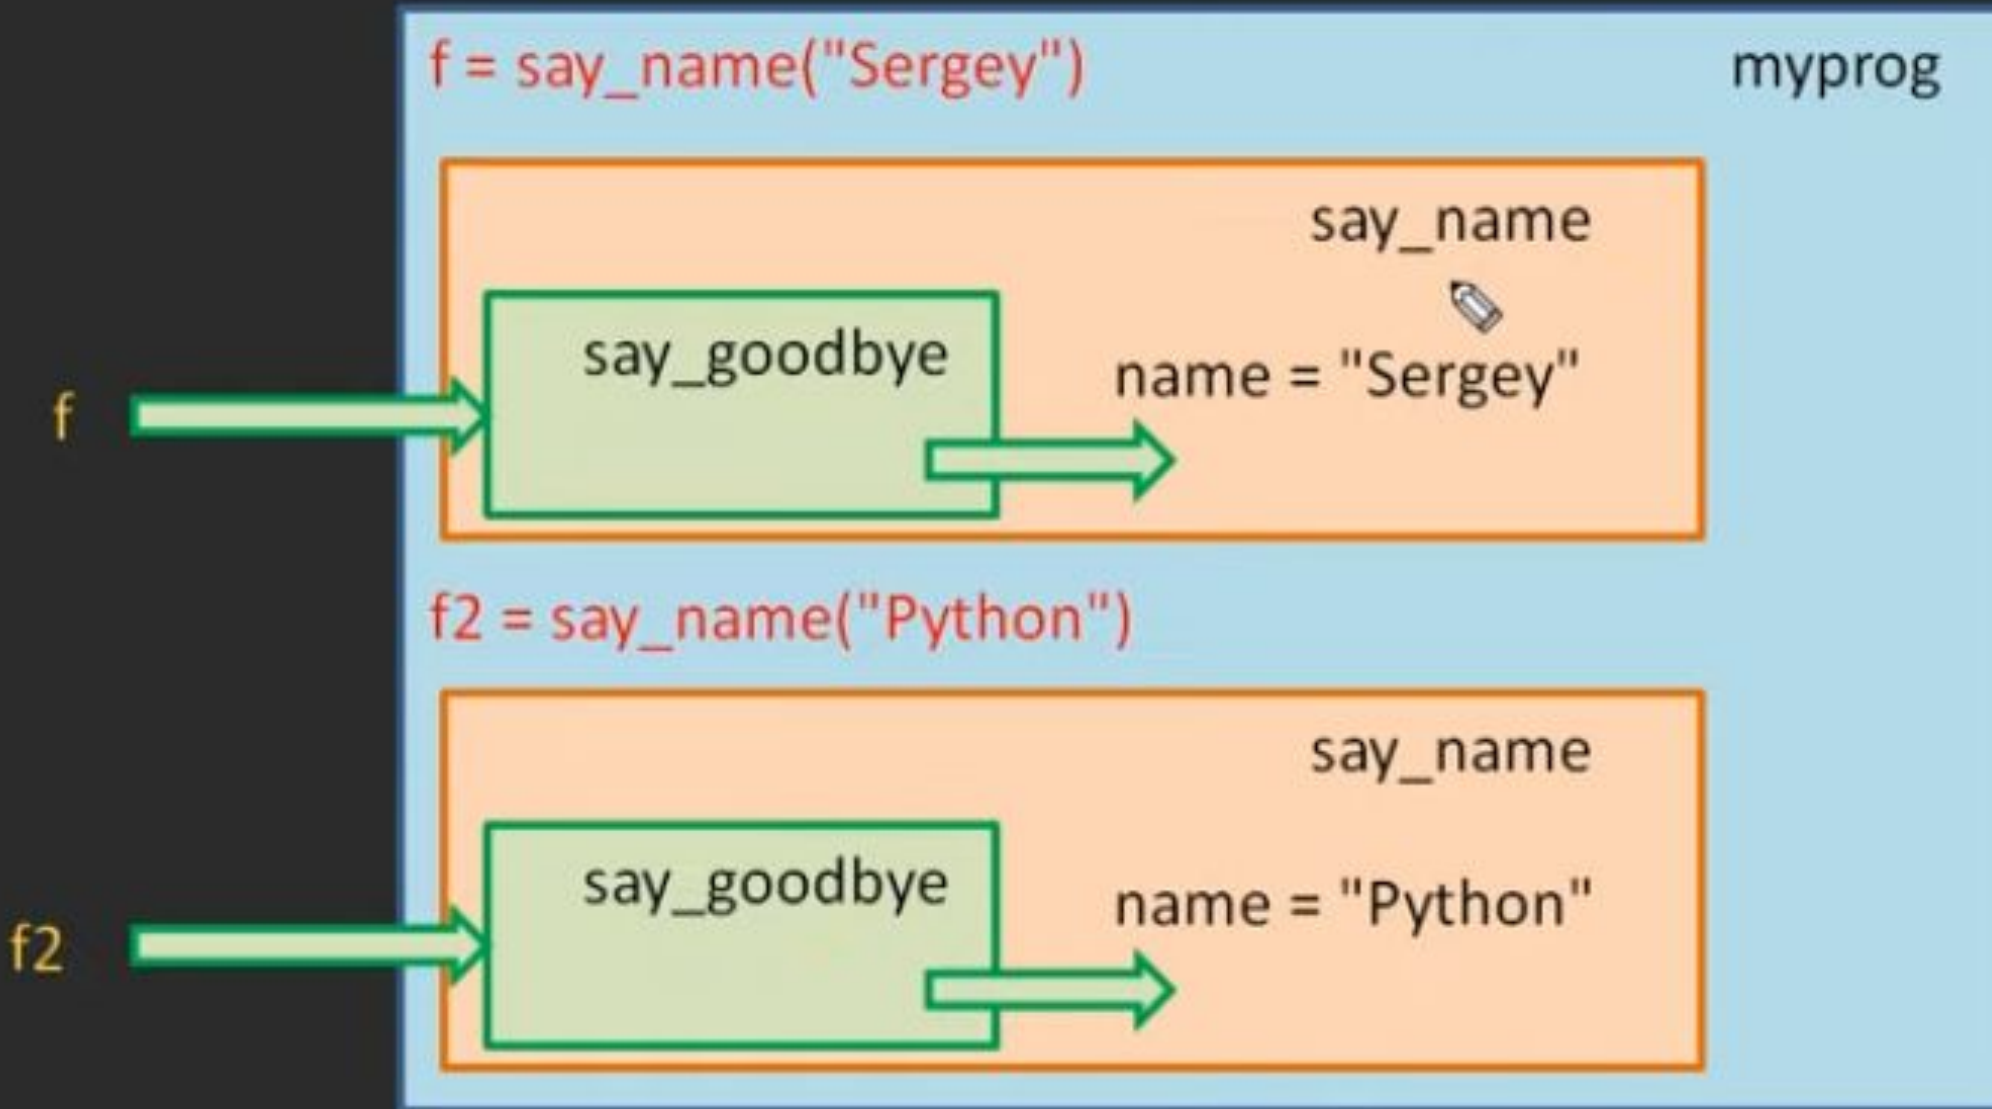 f = say_name("Sergey")
myprog
say_name
say_goodbye
name = "Sergey"
f
f2 = say_name("Python")
say_name
say_goodbye
name = "Python"
f2